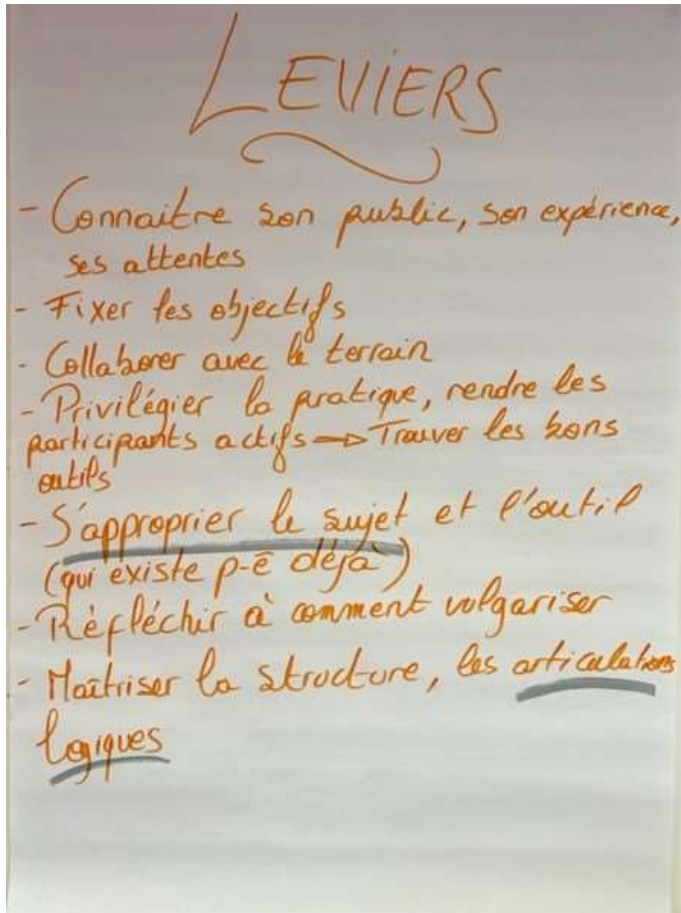 LEVIERS
- Connaitre son public, son expérience,
ses attentes
- Fixer les objectifs
- Collaborer avec le terrain
- Privilégier la pratique, rendre les
participants actifs => Trouver les bons
outils
- S'approprier le sujet et l'outil
(qui existe p-ê déjà)
- Réfléchir à comment vulgariser
- Maîtriser la structure, les articulations
logiques